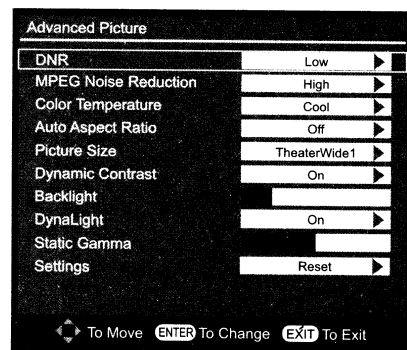 Advanced Picture
DNR Low
MPEG Noise Reduction High
Color Temperature Cool
Auto Aspect Ratio Off
Picture Size TheaterWide1
Dynamic Contrast On
Backlight
DynaLight On
Static Gamma
Settings Reset
To Move ENTER To Change EXIT To Exit